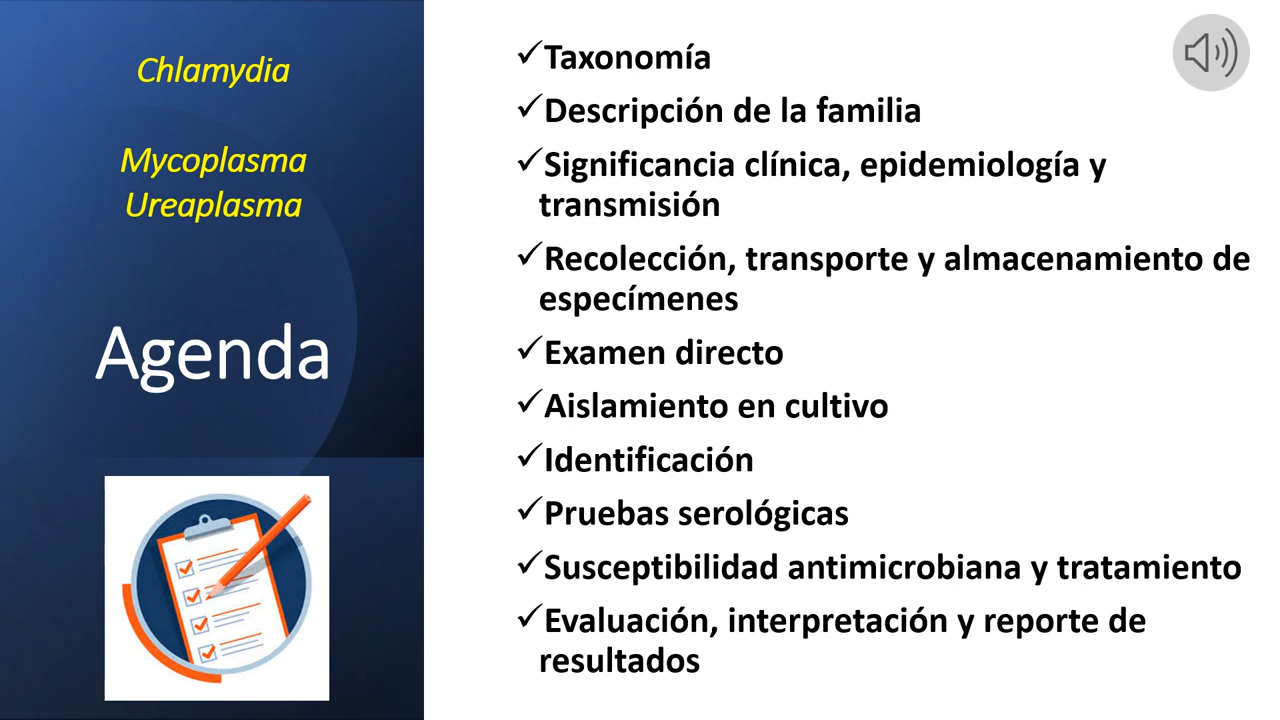 Chlamydia
Mycoplasma
Ureaplasma
Agenda
✓Taxonomía
✓Descripción de la familia
✓Significancia clínica, epidemiología y
transmisión
✓Recolección, transporte y almacenamiento de
especímenes
✓Examen directo
✓Aislamiento en cultivo
✓Identificación
✓Pruebas serológicas
✓Susceptibilidad antimicrobiana y tratamiento
✓Evaluación, interpretación y reporte de
resultados